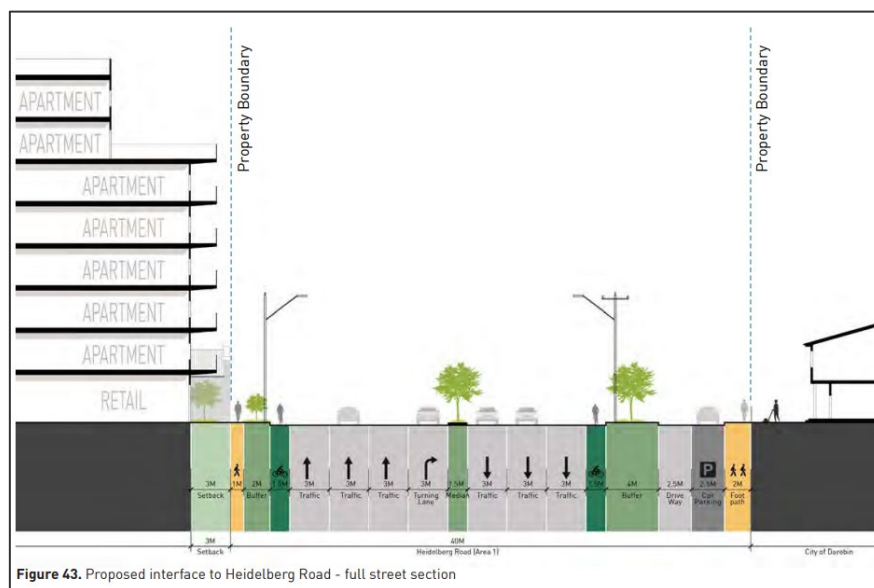 Property Boundary
Property Boundary
APARTMENT
APARTMENT
APARTMENT
APARTMENT
APARTMENT
APARTMENT
APARTMENT
RETAIL
3M 1M 2M 1.5M 3M 3M 3M 3M 1.5M 3M 3M 3M 1.5M 4M 2.5M P 2.5M 2M
Setback Buffer Traffic Traffic Traffic Turning Lane Median Traffic Traffic Traffic Buffer Drive Way Car Parking Foot path
3M 40M
Setback Heidelberg Road (Area 1) City of Darebin
Figure 43. Proposed interface to Heidelberg Road - full street section